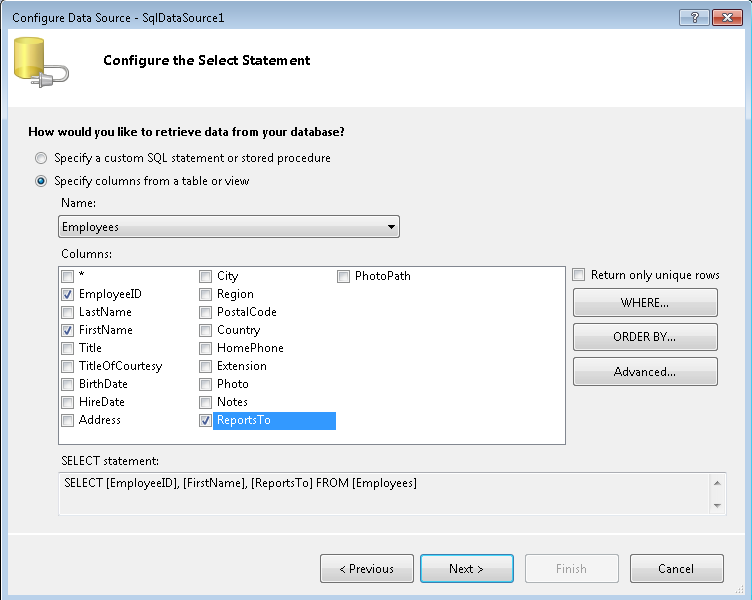 Configure Data Source - SqlDataSource1
Configure the Select Statement
How would you like to retrieve data from your database?
Specify a custom SQL statement or stored procedure
Specify columns from a table or view
Name:
Employees
Columns:
* City PhotoPath
EmployeeID Region
LastName PostalCode
FirstName Country
Title HomePhone
TitleOfCourtesy Extension
BirthDate Photo
HireDate Notes
Address ReportsTo
Return only unique rows
WHERE...
ORDER BY...
Advanced...
SELECT statement:
SELECT [EmployeeID], [FirstName], [ReportsTo] FROM [Employees]
< Previous Next > Finish Cancel